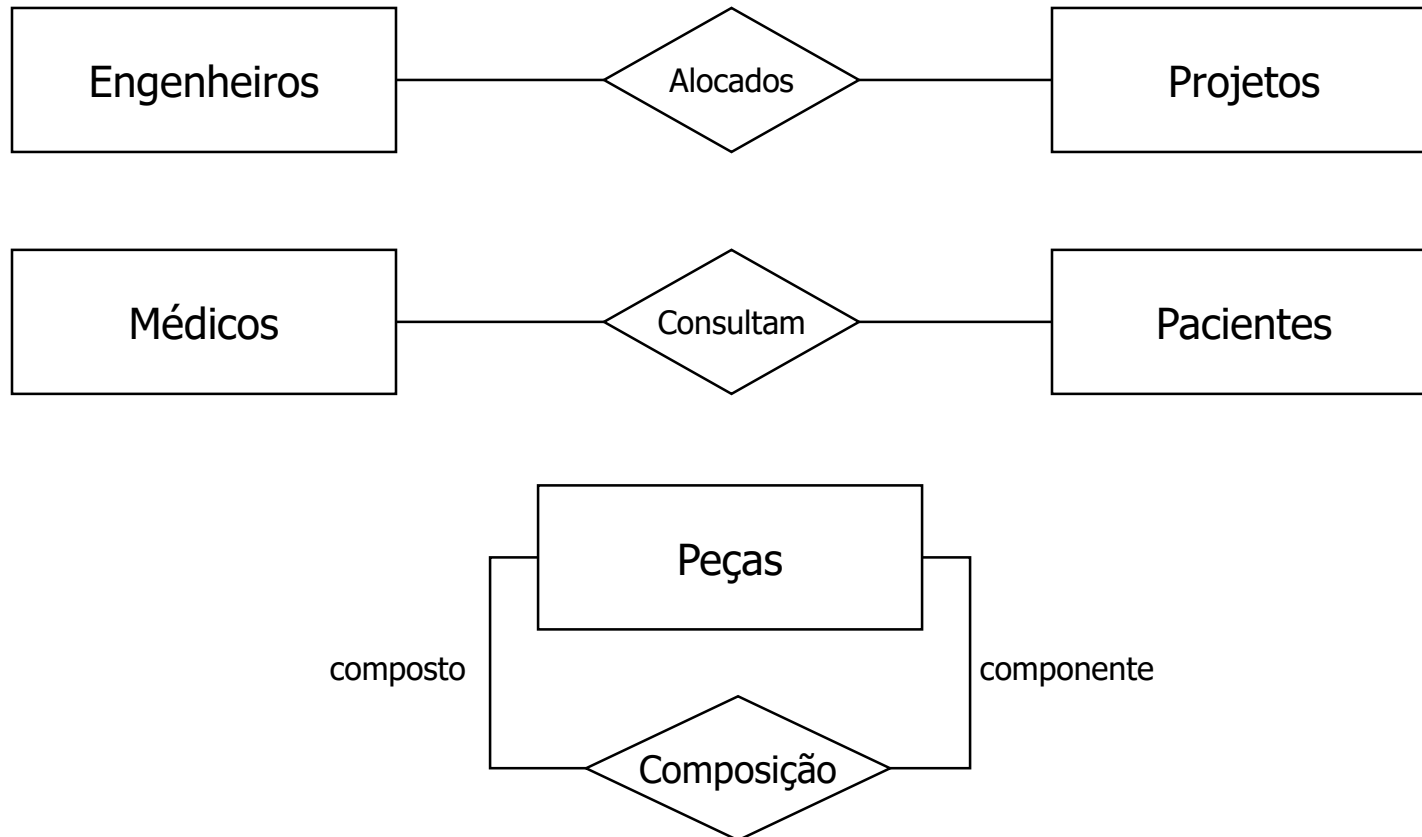 Engenheiros
Alocados
Projetos
Médicos
Consultam
Pacientes
Peças
composto
componente
Composição